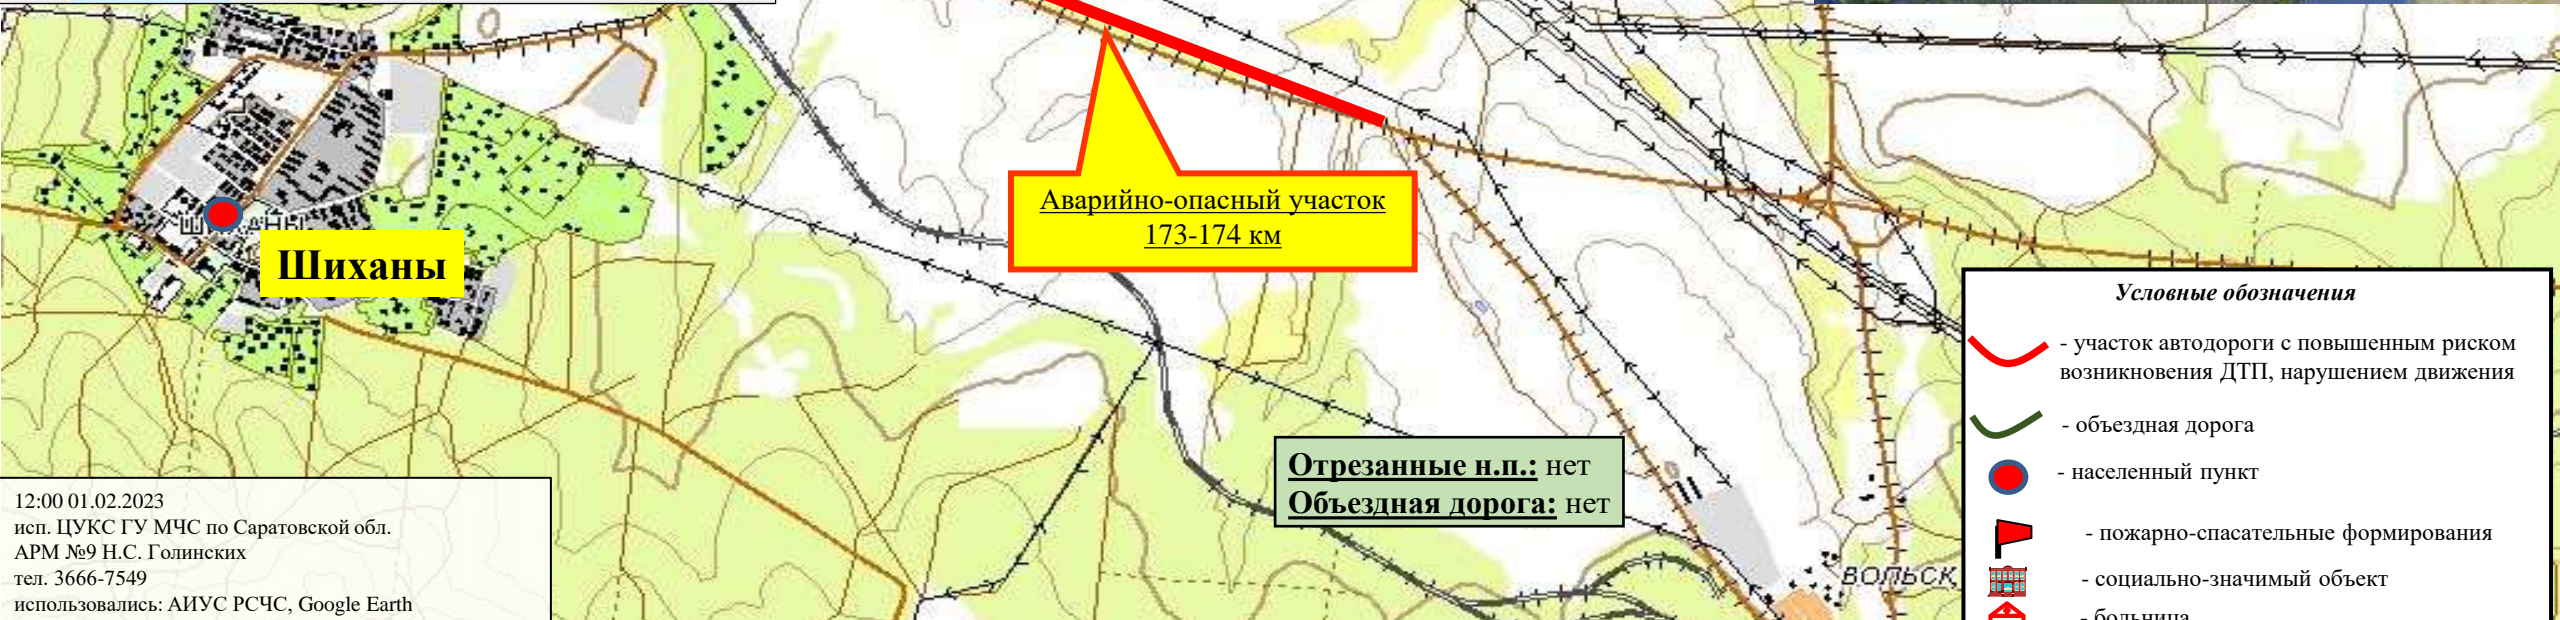 Аварийно-опасный участок
173-174 км
Шиханы
Условные обозначения
- участок автодороги с повышенным риском
возникновения ДТП, нарушением движения
- объездная дорога
- населенный пункт
- пожарно-спасательные формирования
- социально-значимый объект
- больница
Отрезанные н.п.: нет
Объездная дорога: нет
ВОЛЬСК
12:00 01.02.2023
исп. ЦУКС ГУ МЧС по Саратовской обл.
АРМ №9 Н.С. Голинских
тел. 3666-7549
использовались: АИУС РСЧС, Google Earth